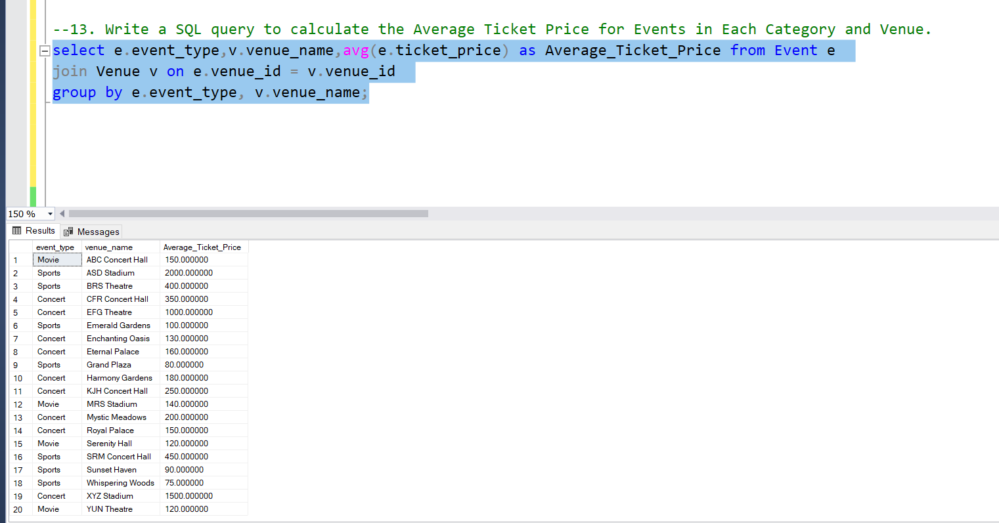 --13. Write a SQL query to calculate the Average Ticket Price for Events in Each Category and Venue.
select e.event_type,v.venue_name,avg(e.ticket_price) as Average_Ticket_Price from Event e
join Venue v on e.venue_id = v.venue_id
group by e.event_type, v.venue_name;
150 %
Results Messages
event_type venue_name Average_Ticket_Price
1 Movie ABC Concert Hall 150.000000
2 Sports ASD Stadium 2000.000000
3 Sports BRS Theatre 400.000000
4 Concert CFR Concert Hall 350.000000
5 Concert EFG Theatre 1000.000000
6 Sports Emerald Gardens 100.000000
7 Concert Enchanting Oasis 130.000000
8 Concert Eternal Palace 160.000000
9 Sports Grand Plaza 80.000000
10 Concert Harmony Gardens 180.000000
11 Concert KJH Concert Hall 250.000000
12 Movie MRS Stadium 140.000000
13 Concert Mystic Meadows 200.000000
14 Concert Royal Palace 150.000000
15 Movie Serenity Hall 120.000000
16 Sports SRM Concert Hall 450.000000
17 Sports Sunset Haven 90.000000
18 Sports Whispering Woods 75.000000
19 Concert XYZ Stadium 1500.000000
20 Movie YUN Theatre 120.000000